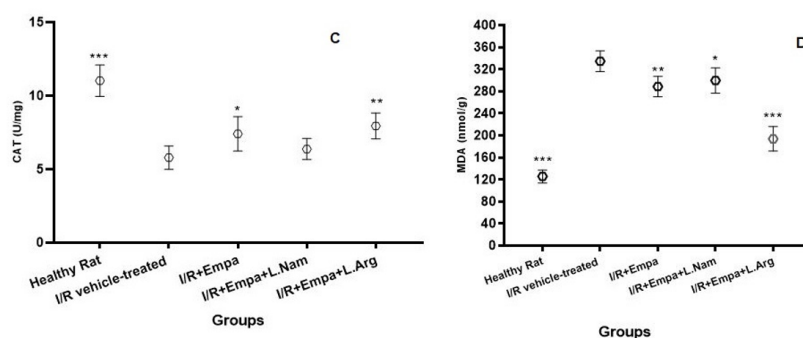 C
CAT (U/mg)
15
10
5
0
***
*
**
Healthy Rat
I/R vehicle-treated
I/R+Empa
I/R+Empa+L.Nam
I/R+Empa+L.Arg
Groups
D
MDA (nmol/g)
400
360
320
280
240
200
160
120
80
40
0
***
**
*
***
Healthy Rat
I/R vehicle-treated
I/R+Empa
I/R+Empa+L.Nam
I/R+Empa+L.Arg
Groups